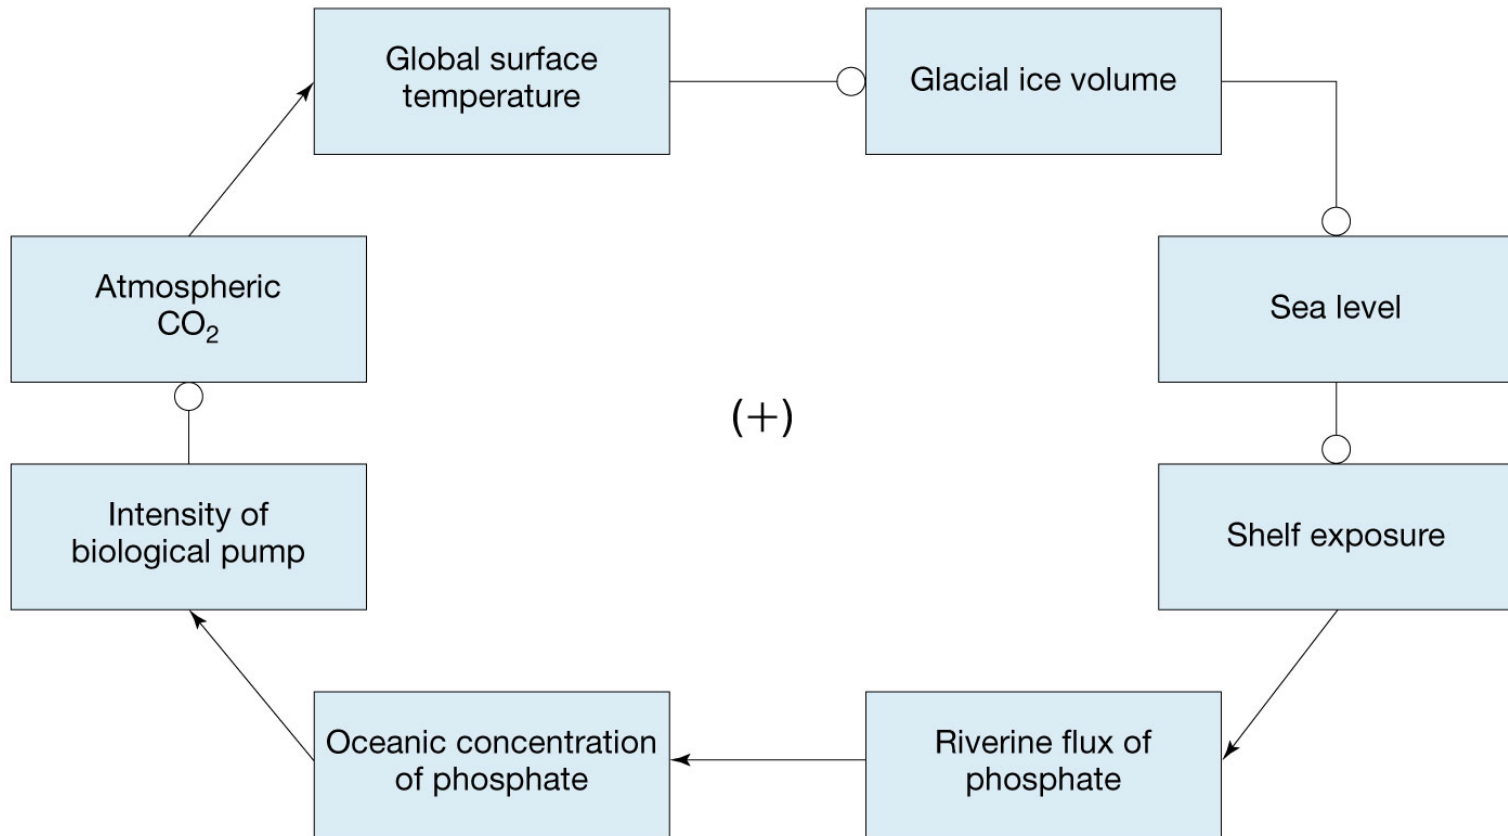 Global surface
temperature
Glacial ice volume
Atmospheric
CO₂
Sea level
(+)
Intensity of
biological pump
Shelf exposure
Oceanic concentration
of phosphate
Riverine flux of
phosphate